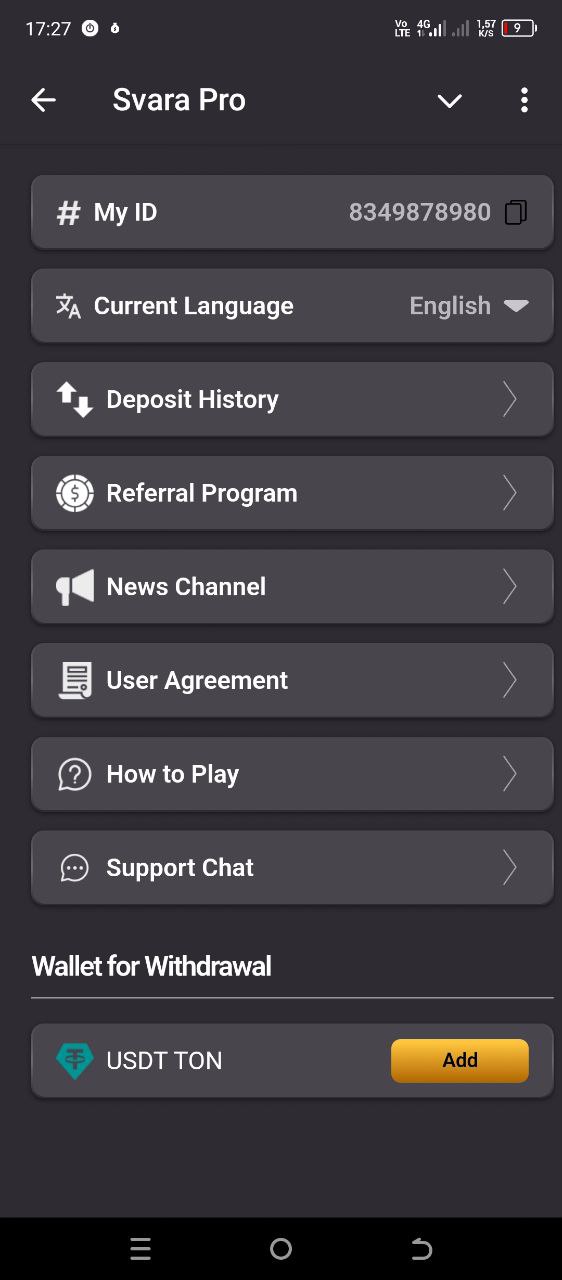 17:27 Vo LTE 4G 1,57 K/S 9
Svara Pro
My ID 8349878980
Current Language English
Deposit History
Referral Program
News Channel
User Agreement
How to Play
Support Chat
Wallet for Withdrawal
USDT TON Add